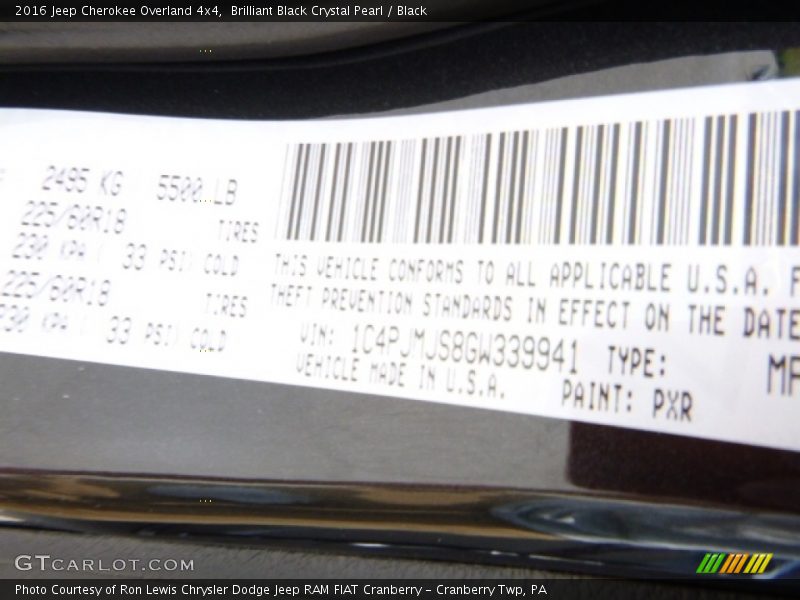 2016 Jeep Cherokee Overland 4x4,  Brilliant Black Crystal Pearl / Black
2495 KG 5500 LB
225/60R18 TIRES
230 KPA ( 33 PSI) COLD
225/60R18 TIRES
230 KPA ( 33 PSI) COLD
THIS VEHICLE CONFORMS TO ALL APPLICABLE U.S.A. F
THEFT PREVENTION STANDARDS IN EFFECT ON THE DATE
VIN: 1C4PJMJS8GW339941 TYPE: MP
VEHICLE MADE IN U.S.A. PAINT: PXR
GTCARLOT.COM
Photo Courtesy of Ron Lewis Chrysler Dodge Jeep RAM FIAT Cranberry – Cranberry Twp, PA